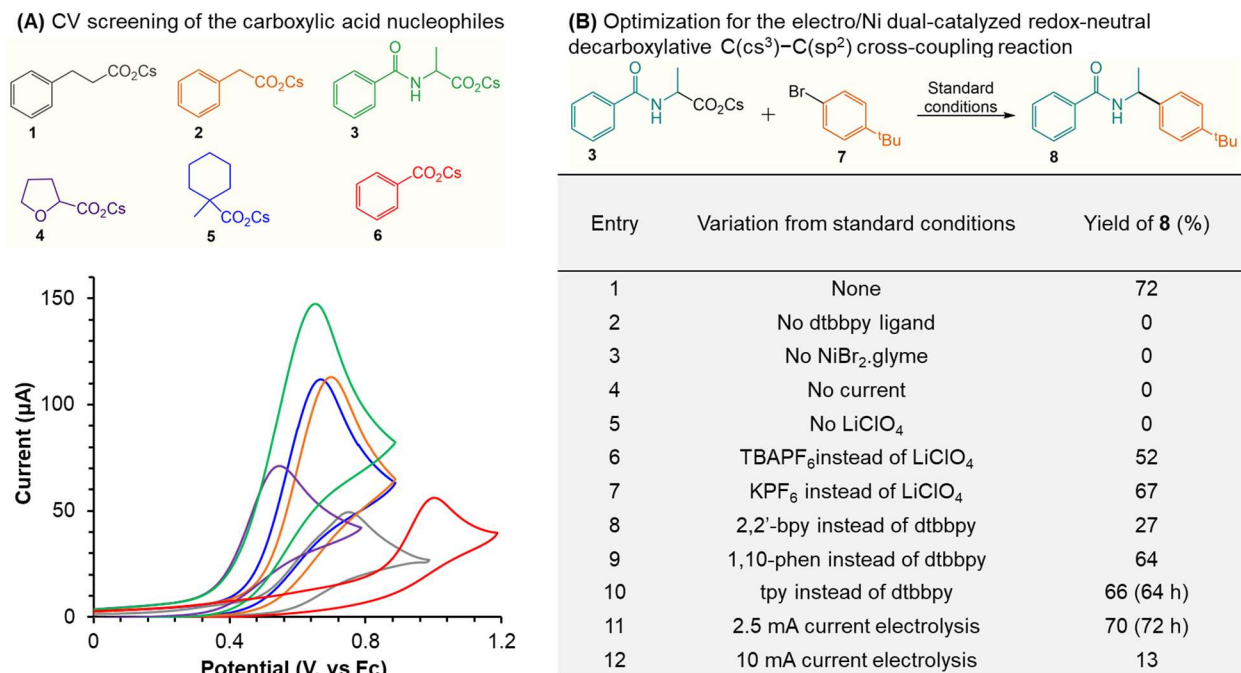 (A) CV screening of the carboxylic acid nucleophiles
CO₂Cs
1
CO₂Cs
2
O
N
H
CO₂Cs
3
O
CO₂Cs
4
CO₂Cs
5
CO₂Cs
6
150
100
50
0
Current (µA)
0
0.4
0.8
1.2
Potential (V, vs Fc)
(B) Optimization for the electro/Ni dual-catalyzed redox-neutral
decarboxylative C(cs³)−C(sp²) cross-coupling reaction
O
N
H
CO₂Cs
3
+
Br
ᵗBu
7
Standard
conditions
O
N
H
ᵗBu
8
Entry Variation from standard conditions Yield of 8 (%)
1 None 72
2 No dtbbpy ligand 0
3 No NiBr₂.glyme 0
4 No current 0
5 No LiClO₄ 0
6 TBAPF₆instead of LiClO₄ 52
7 KPF₆ instead of LiClO₄ 67
8 2,2’-bpy instead of dtbbpy 27
9 1,10-phen instead of dtbbpy 64
10 tpy instead of dtbbpy 66 (64 h)
11 2.5 mA current electrolysis 70 (72 h)
12 10 mA current electrolysis 13